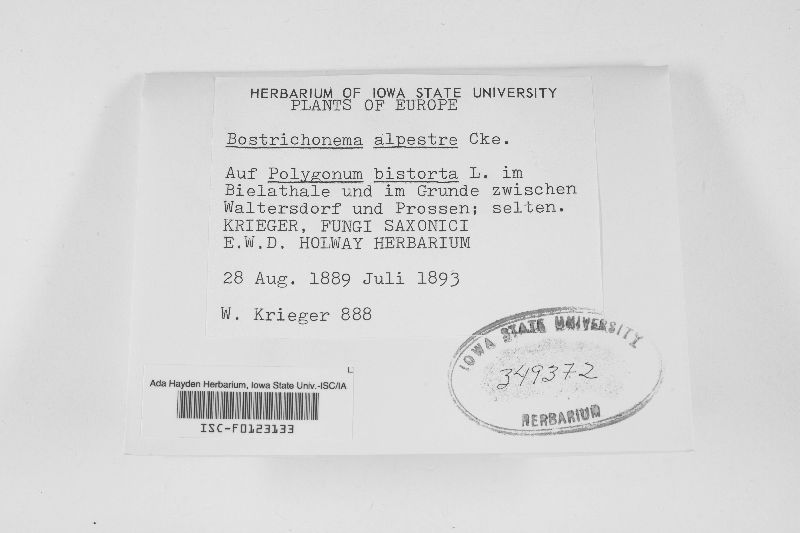 HERBARIUM OF IOWA STATE UNIVERSITY
PLANTS OF EUROPE
Bostrichonema alpestre Cke.
Auf Polygonum bistorta L. im
Bielathale und im Grunde zwischen
Waltersdorf und Prossen; selten.
KRIEGER, FUNGI SAXONICI
E.W.D. HOLWAY HERBARIUM
28 Aug. 1889 Juli 1893
W. Krieger 888
IOWA STATE UNIVERSITY
349372
HERBARIUM
Ada Hayden Herbarium, Iowa State Univ.-ISC/IA
ISC-F0123133